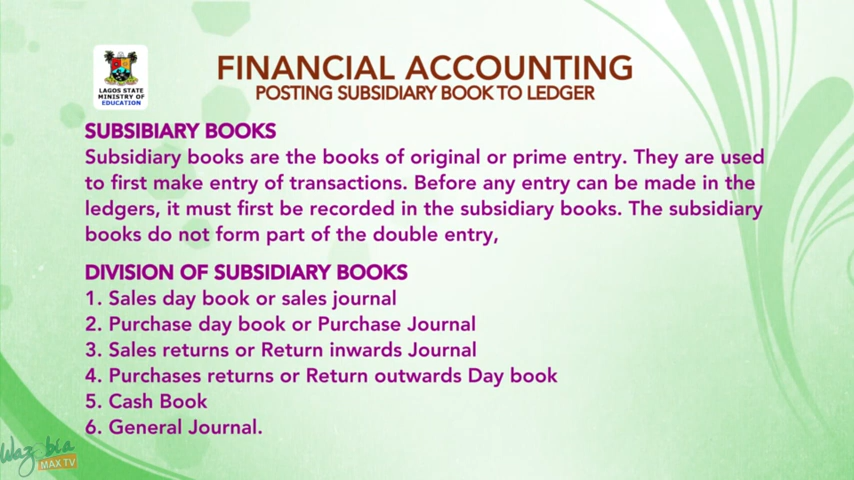 LAGOS STATE
MINISTRY OF
EDUCATION
FINANCIAL ACCOUNTING
POSTING SUBSIDIARY BOOK TO LEDGER
SUBSIBIARY BOOKS
Subsidiary books are the books of original or prime entry. They are used
to first make entry of transactions. Before any entry can be made in the
ledgers, it must first be recorded in the subsidiary books. The subsidiary
books do not form part of the double entry,
DIVISION OF SUBSIDIARY BOOKS
1. Sales day book or sales journal
2. Purchase day book or Purchase Journal
3. Sales returns or Return inwards Journal
4. Purchases returns or Return outwards Day book
5. Cash Book
6. General Journal.
Waz bia
MAX TV